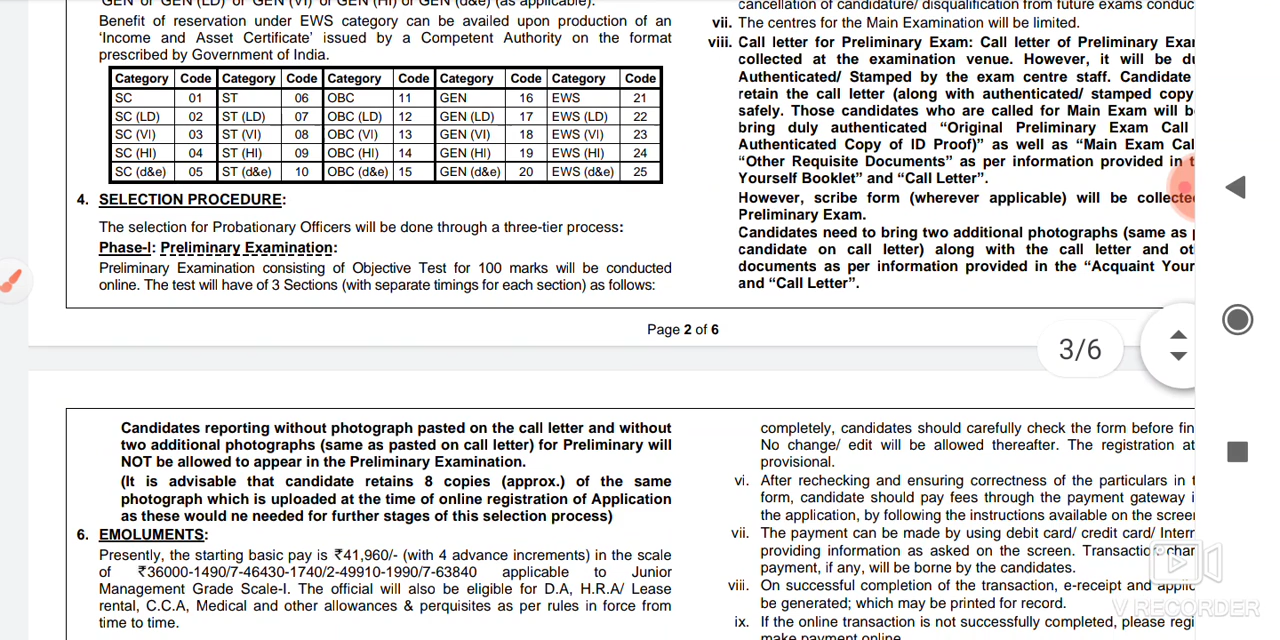 GEN or GEN (LD) or GEN (VI) or GEN (HI) or GEN (d&e) (as applicable).
Benefit of reservation under EWS category can be availed upon production of an
‘Income and Asset Certificate’ issued by a Competent Authority on the format
prescribed by Government of India.
Category Code Category Code Category Code Category Code Category Code
SC 01 ST 06 OBC 11 GEN 16 EWS 21
SC (LD) 02 ST (LD) 07 OBC (LD) 12 GEN (LD) 17 EWS (LD) 22
SC (VI) 03 ST (VI) 08 OBC (VI) 13 GEN (VI) 18 EWS (VI) 23
SC (HI) 04 ST (HI) 09 OBC (HI) 14 GEN (HI) 19 EWS (HI) 24
SC (d&e) 05 ST (d&e) 10 OBC (d&e) 15 GEN (d&e) 20 EWS (d&e) 25
4. SELECTION PROCEDURE:
The selection for Probationary Officers will be done through a three-tier process:
Phase-I: Preliminary Examination:
Preliminary Examination consisting of Objective Test for 100 marks will be conducted
online. The test will have of 3 Sections (with separate timings for each section) as follows:
cancellation of candidature/ disqualification from future exams conduc
vii. The centres for the Main Examination will be limited.
viii. Call letter for Preliminary Exam: Call letter of Preliminary Exa
collected at the examination venue. However, it will be d
Authenticated/ Stamped by the exam centre staff. Candidate
retain the call letter (along with authenticated/ stamped copy
safely. Those candidates who are called for Main Exam will b
bring duly authenticated “Original Preliminary Exam Call
Authenticated Copy of ID Proof)” as well as “Main Exam Cal
“Other Requisite Documents” as per information provided in t
Yourself Booklet” and “Call Letter”.
However, scribe form (wherever applicable) will be collecte
Preliminary Exam.
Candidates need to bring two additional photographs (same as
candidate on call letter) along with the call letter and ot
documents as per information provided in the “Acquaint Your
and “Call Letter”.
Page 2 of 6
3/6
Candidates reporting without photograph pasted on the call letter and without
two additional photographs (same as pasted on call letter) for Preliminary will
NOT be allowed to appear in the Preliminary Examination.
(It is advisable that candidate retains 8 copies (approx.) of the same
photograph which is uploaded at the time of online registration of Application
as these would ne needed for further stages of this selection process)
6. EMOLUMENTS:
Presently, the starting basic pay is ₹41,960/- (with 4 advance increments) in the scale
of ₹36000-1490/7-46430-1740/2-49910-1990/7-63840 applicable to Junior
Management Grade Scale-I. The official will also be eligible for D.A, H.R.A/ Lease
rental, C.C.A, Medical and other allowances & perquisites as per rules in force from
time to time.
completely, candidates should carefully check the form before fin
No change/ edit will be allowed thereafter. The registration at
provisional.
vi. After rechecking and ensuring correctness of the particulars in
form, candidate should pay fees through the payment gateway i
the application, by following the instructions available on the scree
vii. The payment can be made by using debit card/ credit card/ Inter
providing information as asked on the screen. Transaction char
payment, if any, will be borne by the candidates.
viii. On successful completion of the transaction, e-receipt and applic
be generated; which may be printed for record.
ix. If the online transaction is not successfully completed, please regi
make payment online
V RECORDER